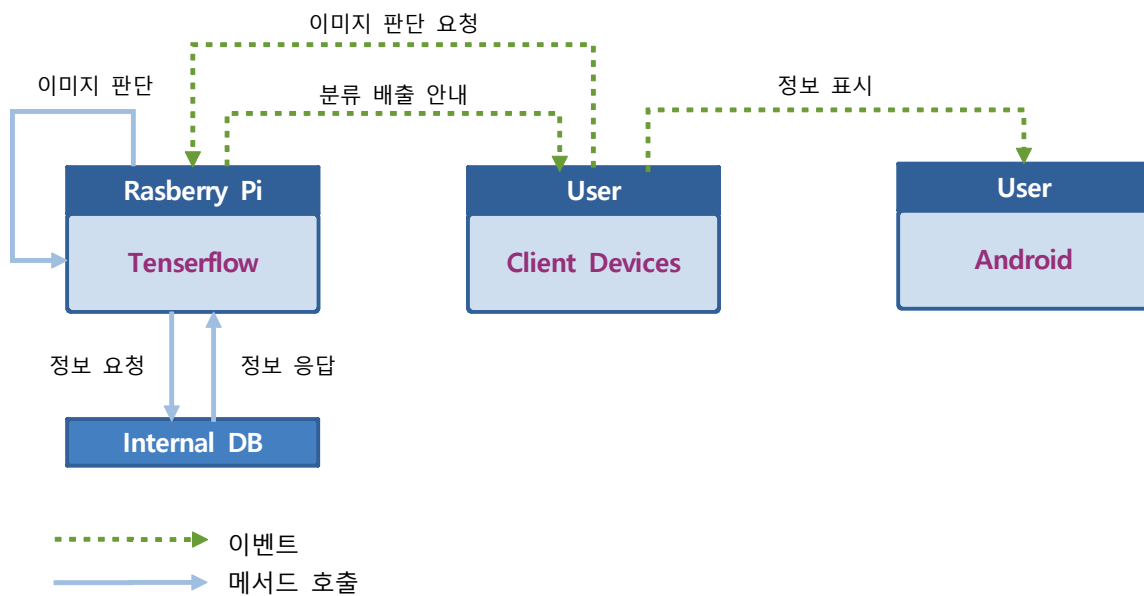 이미지 판단 요청
이미지 판단
분류 배출 안내
정보 표시
Rasberry Pi
User
User
Tenserflow
Client Devices
Android
정보 요청
정보 응답
Internal DB
이벤트
메서드 호출